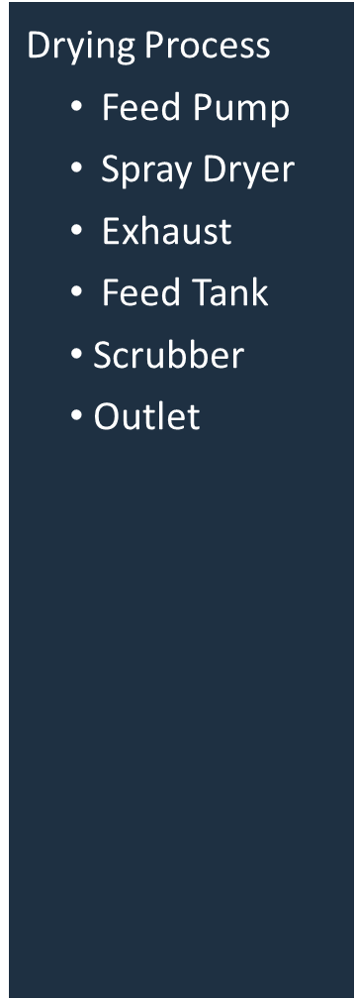 Drying Process
• Feed Pump
• Spray Dryer
• Exhaust
• Feed Tank
• Scrubber
• Outlet